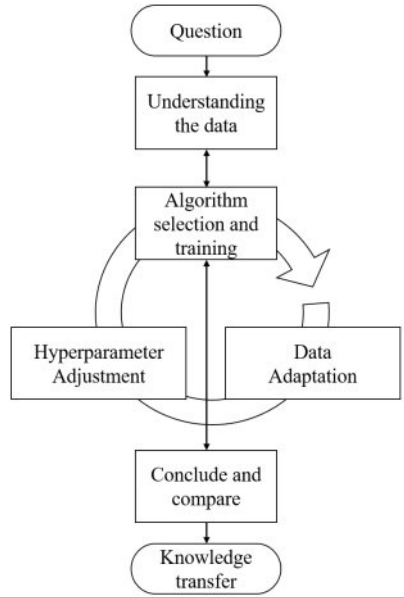 Question
Understanding
the data
Algorithm
selection and
training
Hyperparameter
Adjustment
Data
Adaptation
Conclude and
compare
Knowledge
transfer